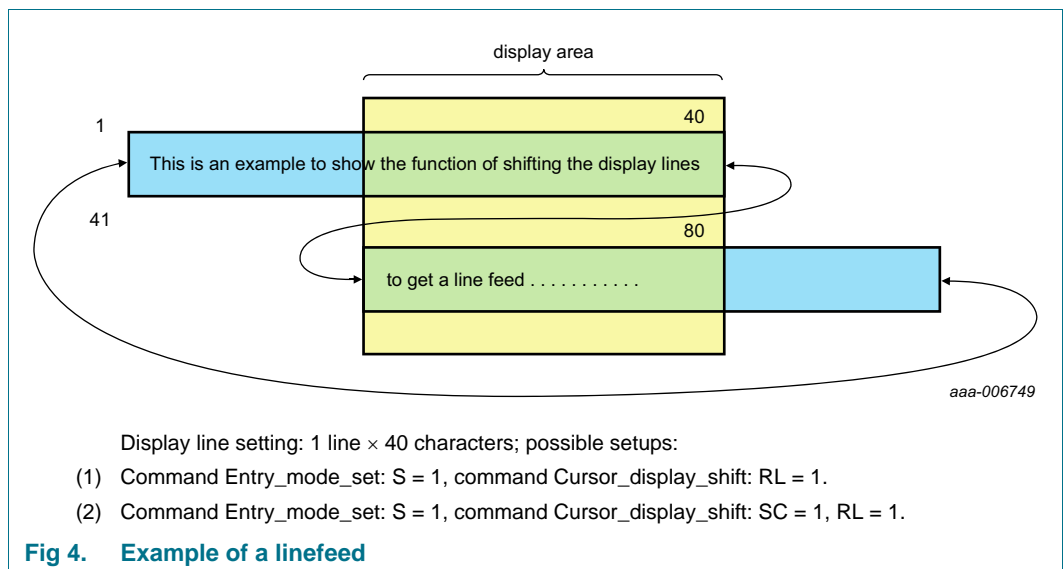 display area
1
40
This is an example to show the function of shifting the display lines
41
80
to get a line feed . . . . . . . . . . .
aaa-006749
Display line setting: 1 line × 40 characters; possible setups:
(1) Command Entry_mode_set: S = 1, command Cursor_display_shift: RL = 1.
(2) Command Entry_mode_set: S = 1, command Cursor_display_shift: SC = 1, RL = 1.
Fig 4. Example of a linefeed